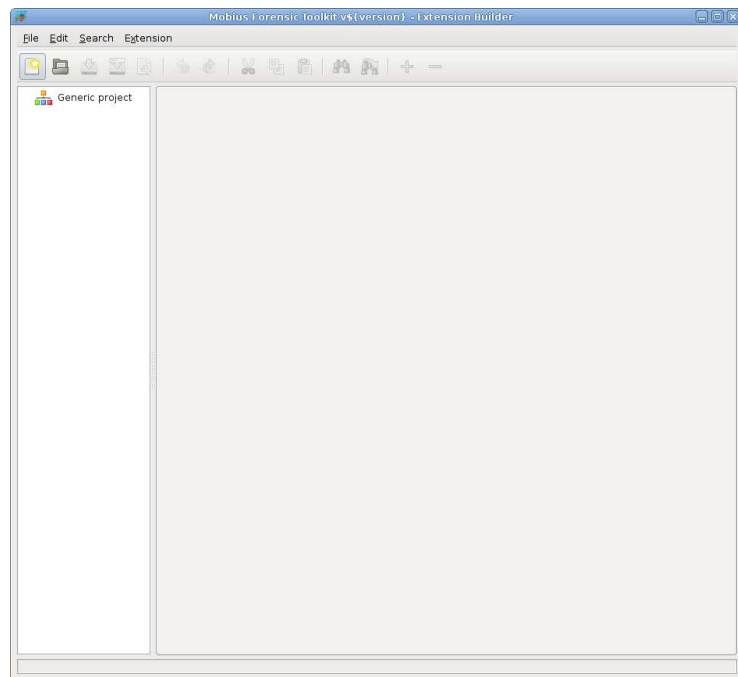 Mobius Forensic Toolkit v${version} - Extension Builder
File Edit Search Extension
Generic project